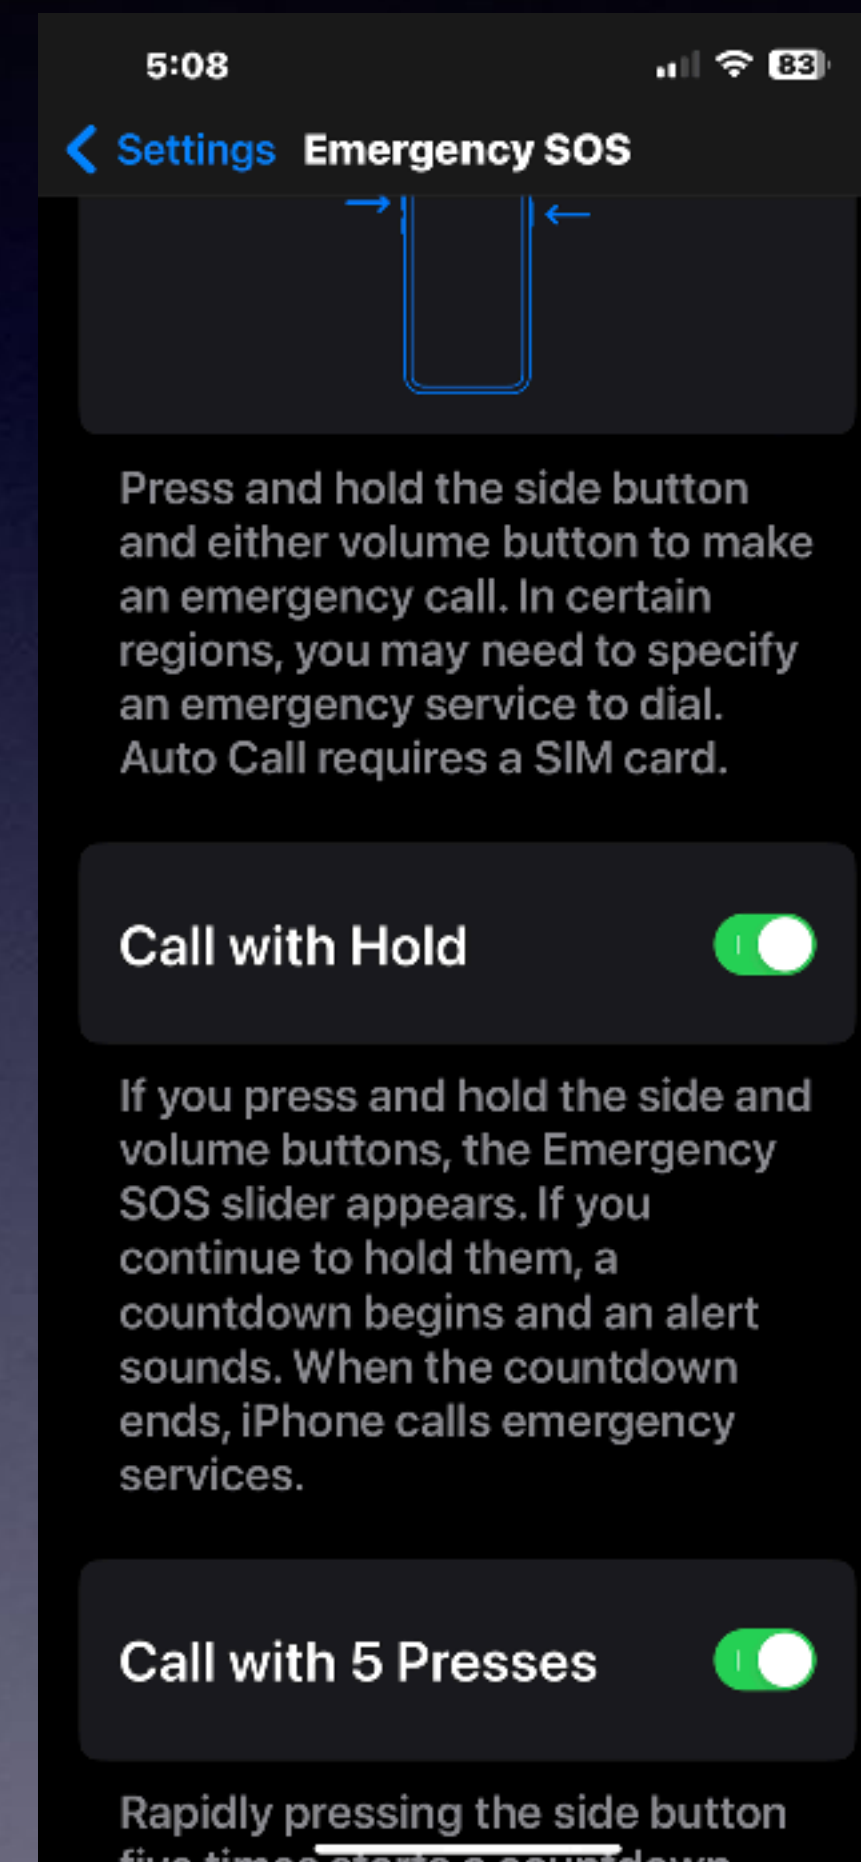 5:08 83
Settings Emergency SOS
Press and hold the side button
and either volume button to make
an emergency call. In certain
regions, you may need to specify
an emergency service to dial.
Auto Call requires a SIM card.
Call with Hold
If you press and hold the side and
volume buttons, the Emergency
SOS slider appears. If you
continue to hold them, a
countdown begins and an alert
sounds. When the countdown
ends, iPhone calls emergency
services.
Call with 5 Presses
Rapidly pressing the side button
five times starts a countdown